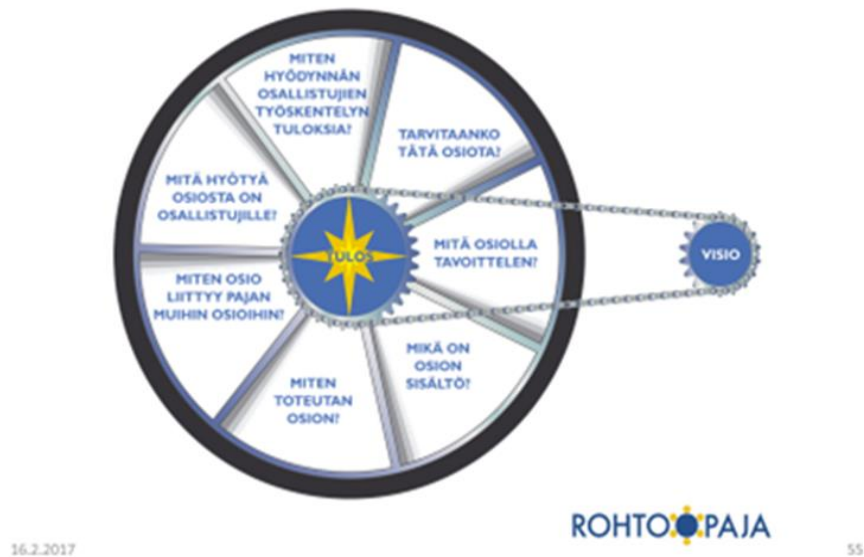 MITEN
HYÖDYNNÄN
OSALLISTUJIEN
TYÖSKENTELYN
TULOKSIA?
TARVITAANKO
TÄTÄ OSIOTA?
MITÄ HYÖTYÄ
OSIOSTA ON
OSALLISTUJILLE?
TULOS
MITÄ OSIOLLA
TAVOITTELEN?
VISIO
MITEN OSIO
LIITTYY PAJAN
MUIHIN OSIOIHIN?
MIKÄ ON
OSION
SISÄLTÖ?
MITEN
TOTEUTAN
OSION?
ROHTO PAJA
16.2.2017
55